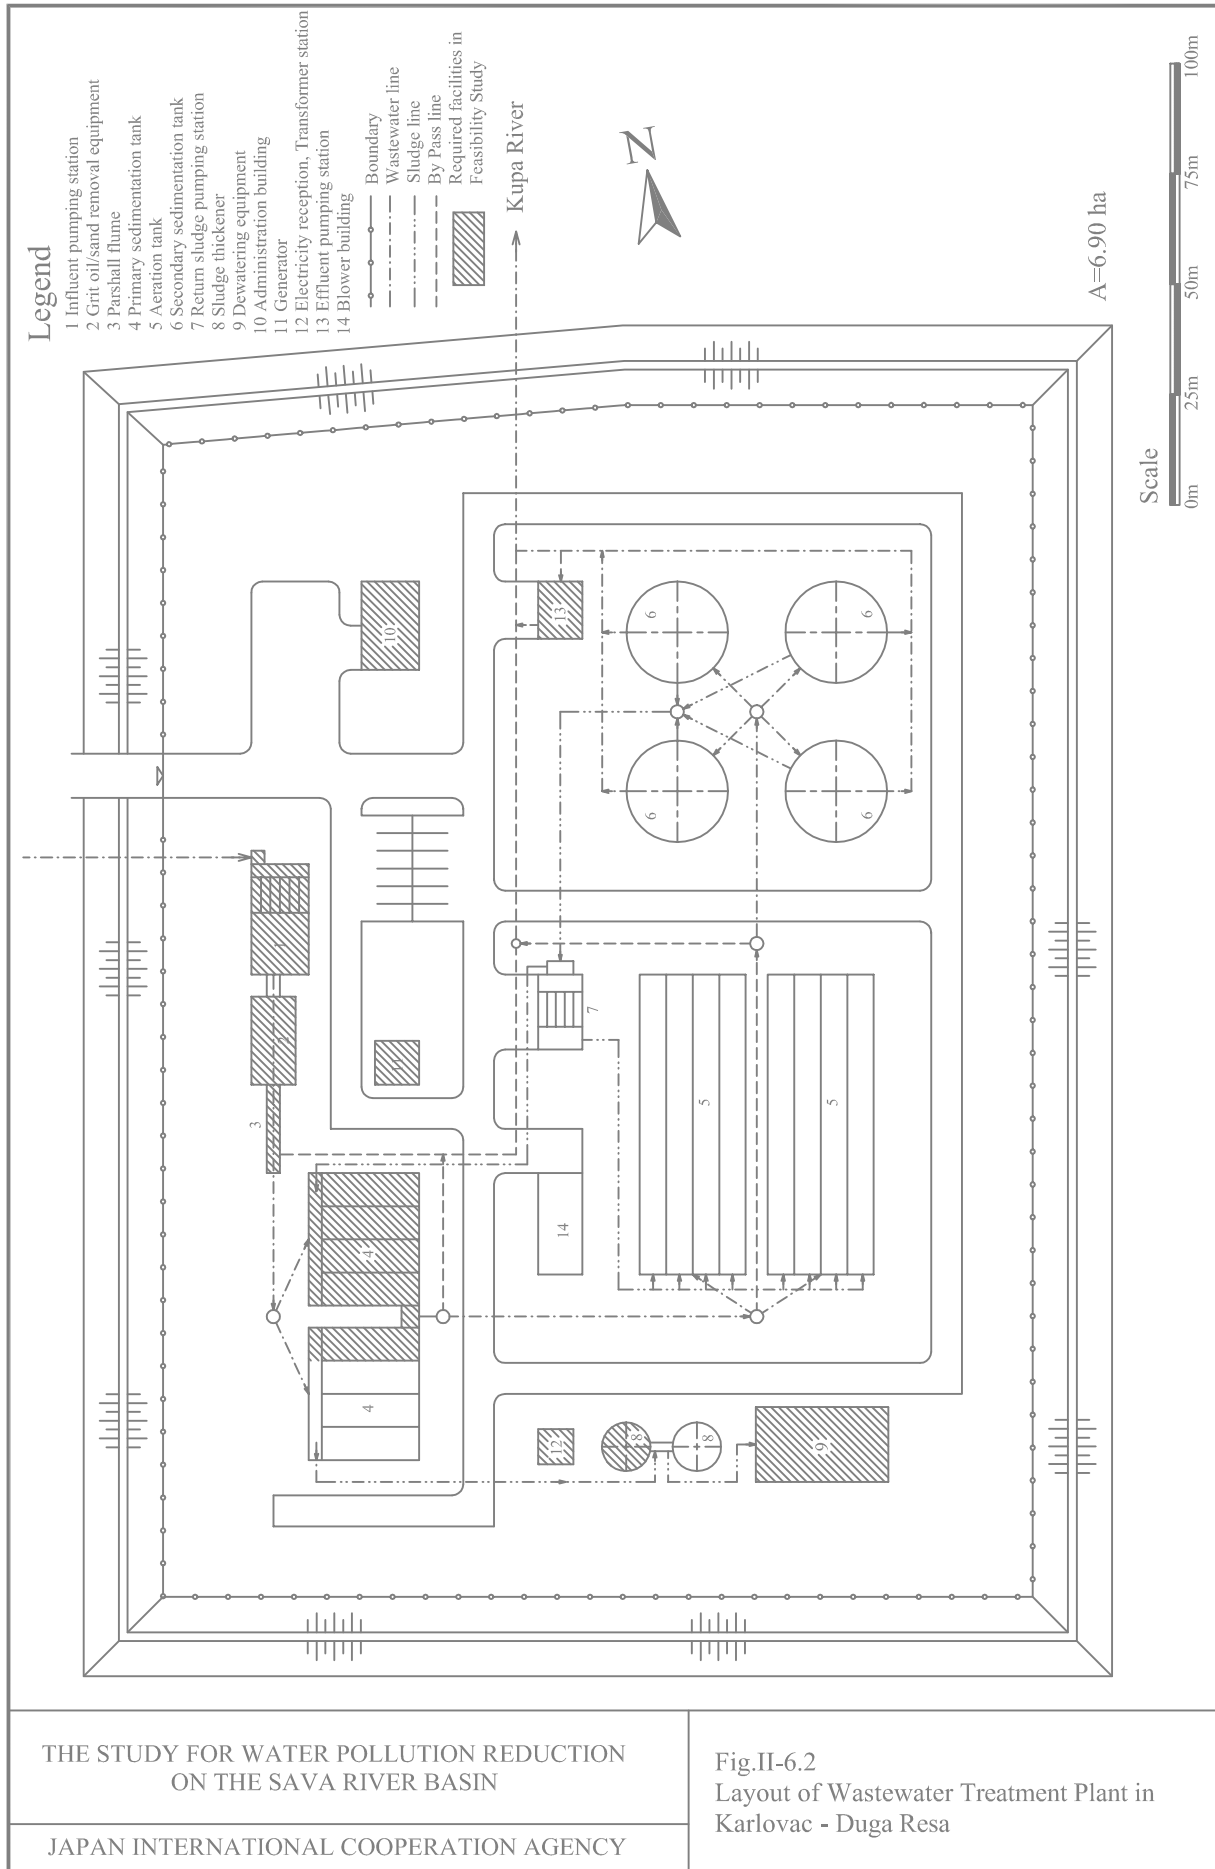 Legend
1 Influent pumping station
2 Grit oil/sand removal equipment
3 Parshall flume
4 Primary sedimentation tank
5 Aeration tank
6 Secondary sedimentation tank
7 Return sludge pumping station
8 Sludge thickener
9 Dewatering equipment
10 Administration building
11 Generator
12 Electricity reception, Transformer station
13 Effluent pumping station
14 Blower building
Boundary
Wastewater line
Sludge line
By Pass line
Required facilities in
Feasibility Study
Kupa River
N
A=6.90 ha
Scale
0m
25m
50m
75m
100m
10
13
6
6
6
6
1
2
3
11
7
5
5
14
4
4
12
8
8
9
THE STUDY FOR WATER POLLUTION REDUCTION
ON THE SAVA RIVER BASIN
JAPAN INTERNATIONAL COOPERATION AGENCY
Fig.II-6.2
Layout of Wastewater Treatment Plant in
Karlovac - Duga Resa